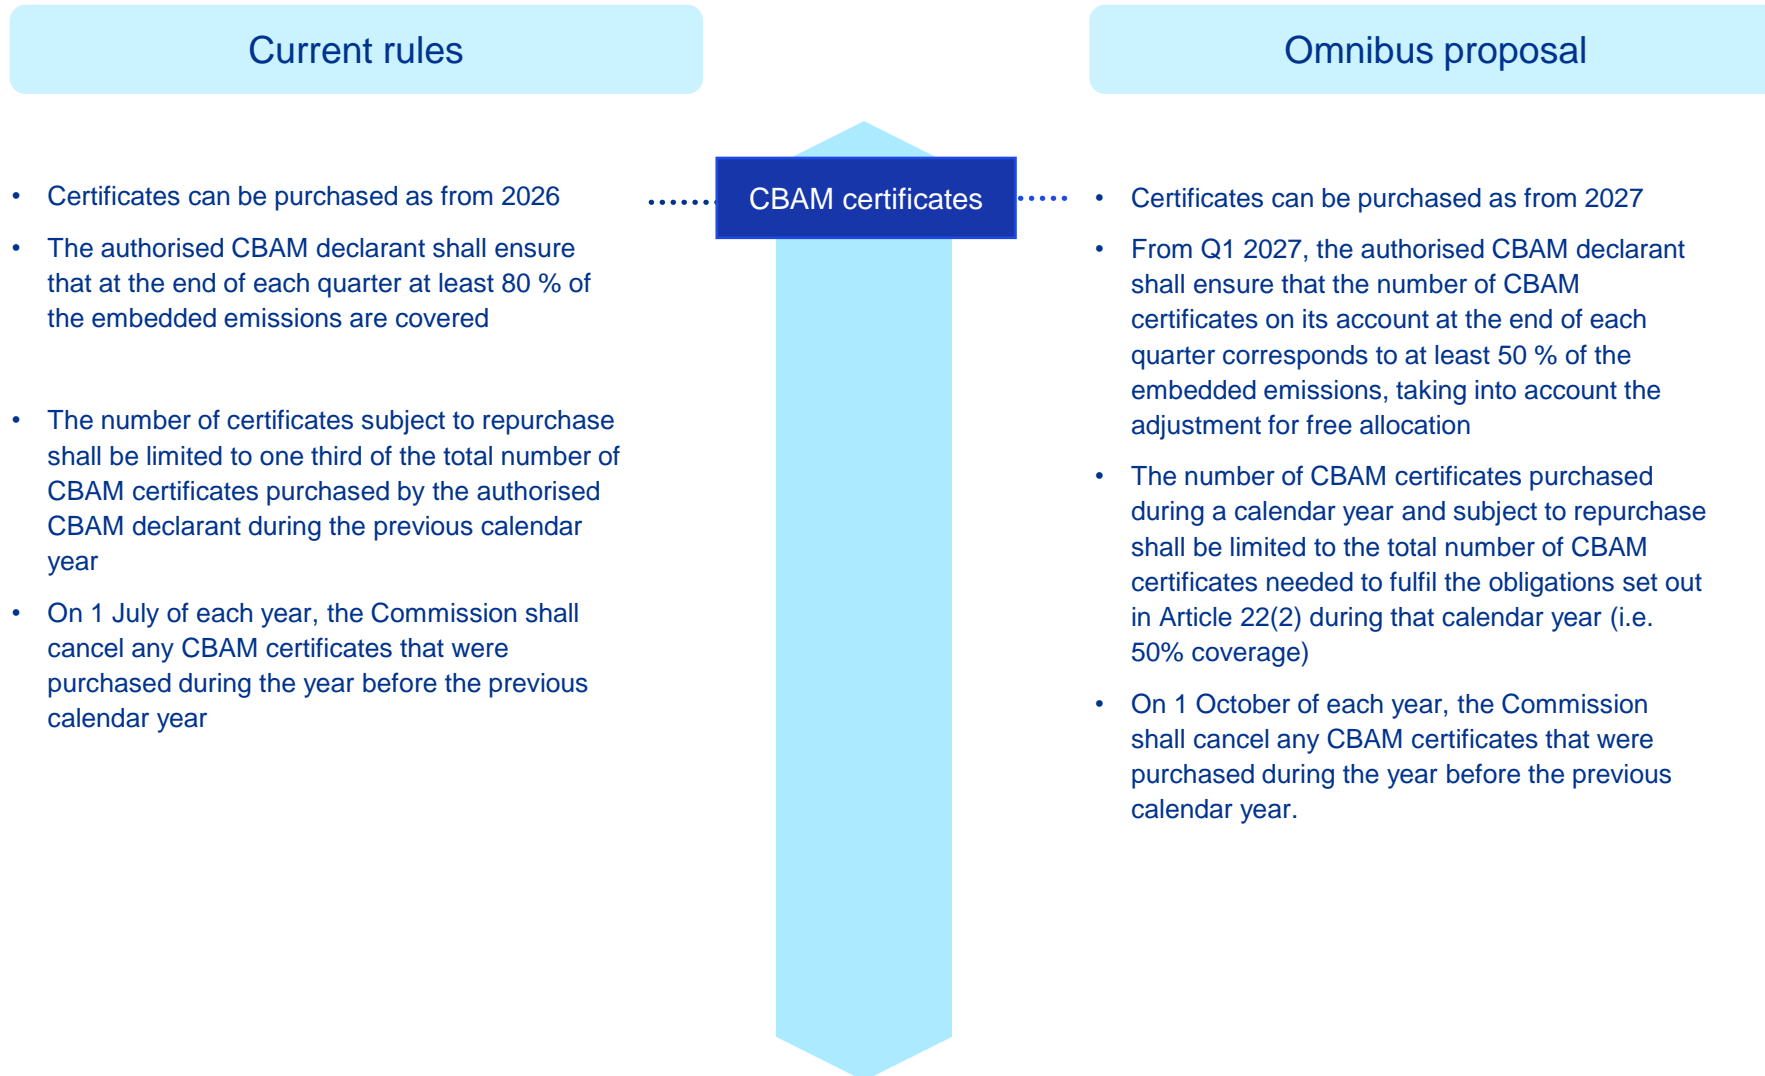 Current rules
Omnibus proposal
CBAM certificates
• Certificates can be purchased as from 2026
• The authorised CBAM declarant shall ensure
that at the end of each quarter at least 80 % of
the embedded emissions are covered
• The number of certificates subject to repurchase
shall be limited to one third of the total number of
CBAM certificates purchased by the authorised
CBAM declarant during the previous calendar
year
• On 1 July of each year, the Commission shall
cancel any CBAM certificates that were
purchased during the year before the previous
calendar year
• Certificates can be purchased as from 2027
• From Q1 2027, the authorised CBAM declarant
shall ensure that the number of CBAM
certificates on its account at the end of each
quarter corresponds to at least 50 % of the
embedded emissions, taking into account the
adjustment for free allocation
• The number of CBAM certificates purchased
during a calendar year and subject to repurchase
shall be limited to the total number of CBAM
certificates needed to fulfil the obligations set out
in Article 22(2) during that calendar year (i.e.
50% coverage)
• On 1 October of each year, the Commission
shall cancel any CBAM certificates that were
purchased during the year before the previous
calendar year.